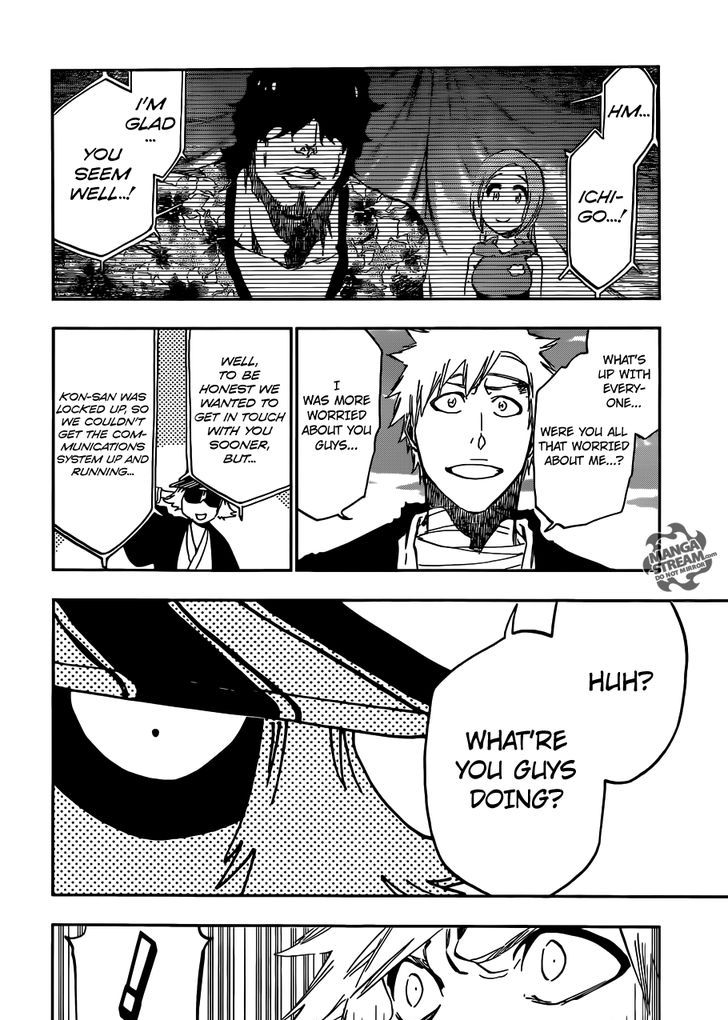 HM...
ICHI-
GO...!
I'M
GLAD
...
YOU
SEEM
WELL...!
WHAT'S
UP WITH
EVERY-
ONE...
WERE YOU ALL
THAT WORRIED
ABOUT ME...?
I
WAS MORE
WORRIED
ABOUT YOU
GUYS...
WELL,
TO BE
HONEST WE
WANTED TO
GET IN TOUCH
WITH YOU
SOONER,
BUT...
KON-SAN WAS
LOCKED UP, SO
WE COULDN'T
GET THE COM-
MUNICATIONS
SYSTEM UP AND
RUNNING...
MANGA
-STREAM.com
DO NOT MIRROR
HUH?
WHAT'RE
YOU GUYS
DOING?
!